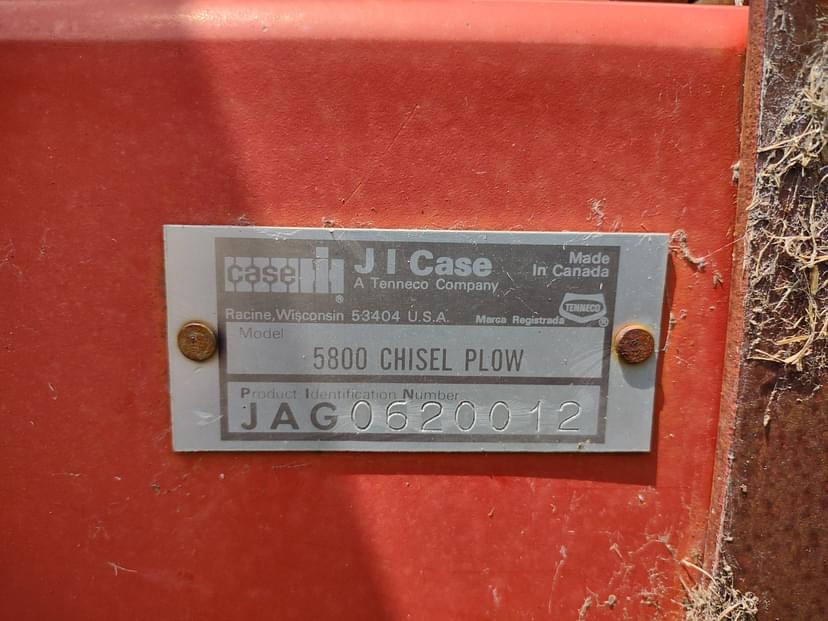 case IH ®
J I Case
A Tenneco Company
Made
In Canada
Racine, Wisconsin 53404 U.S.A.
Marca Registrada
TENNECO ®
Model
5800 CHISEL PLOW
Product Identification Number
JAG0620012